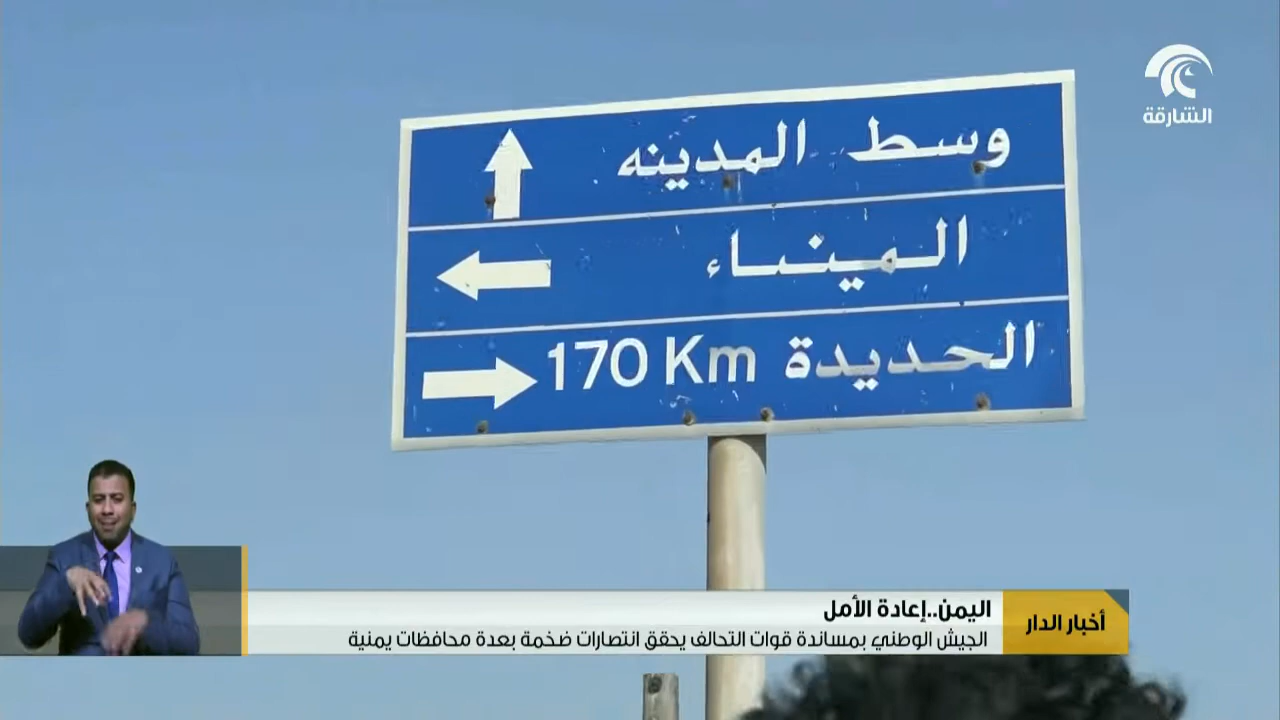 الشارقة
وسط المدينه
الميناء
الحديدة 170 Km
أخبار الدار
اليمن..إعادة الأمل
الجيش الوطني بمساندة قوات التحالف يحقق انتصارات ضخمة بعدة محافظات يمنية